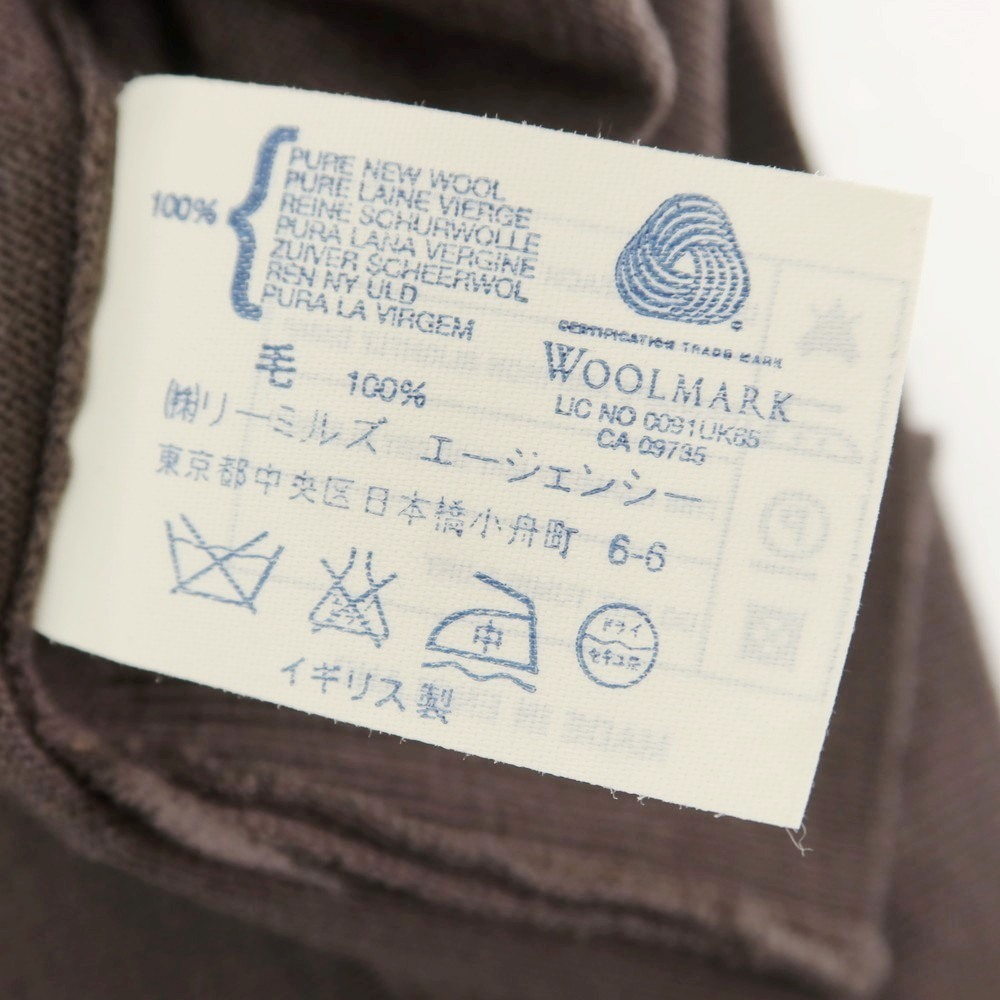 100%
PURE NEW WOOL
PURE LAINE VIERGE
REINE SCHURWOLLE
PURA LANA VERGINE
ZUIVER SCHEERWOL
REN NY ULD
PURA LA VIRGEM
CERTIFICATION TRADE MARK
WOOLMARK
LIC NO 0091UK65
CA 09785
毛 100%
㈱リーミルズ エージェンシー
東京都中央区日本橋小舟町 6-6
中
ドライ
セキユ系
イギリス製